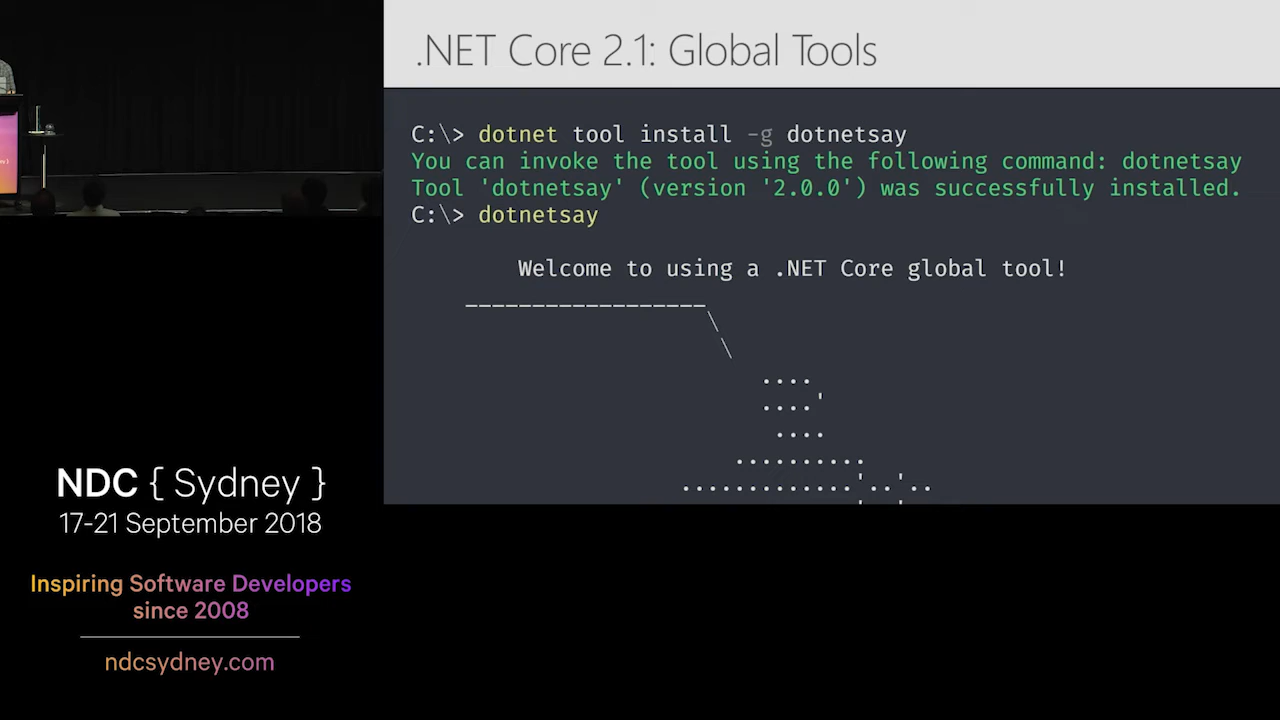 .NET Core 2.1: Global Tools
C:\> dotnet tool install -g dotnetsay
You can invoke the tool using the following command: dotnetsay
Tool 'dotnetsay' (version '2.0.0') was successfully installed.
C:\> dotnetsay
Welcome to using a .NET Core global tool!
__________________
\
\
....
....'
....
..........
.............'..'..
NDC { Sydney }
17-21 September 2018
Inspiring Software Developers
since 2008
ndcsydney.com